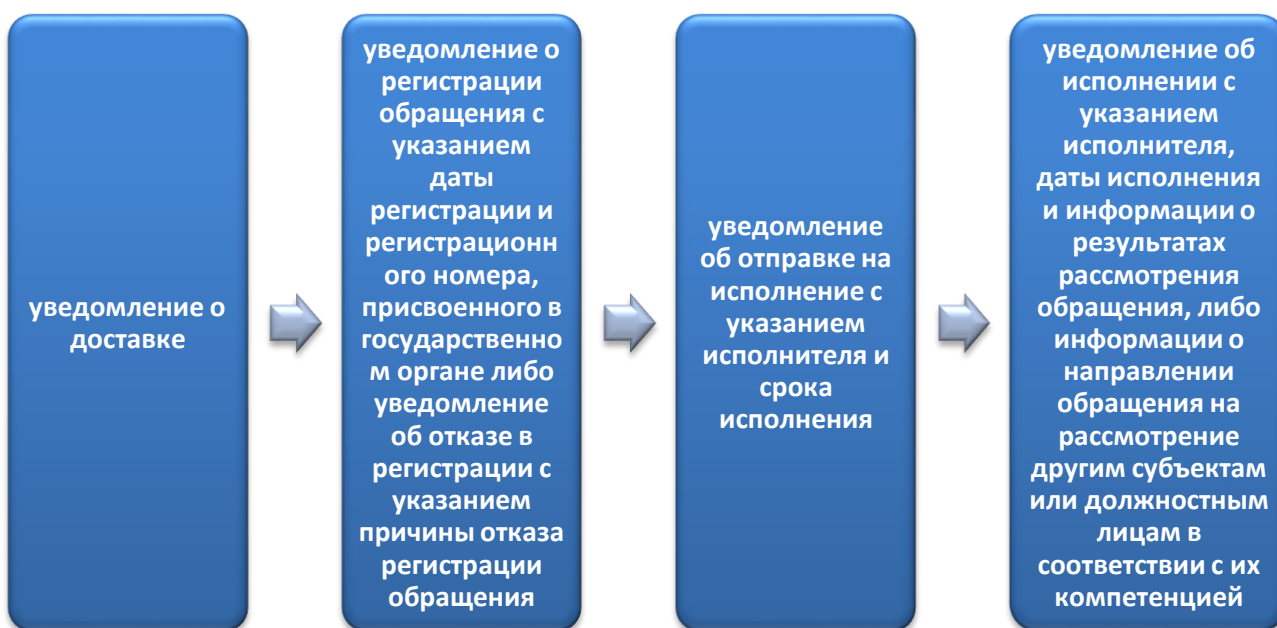 уведомление о
доставке
уведомление о
регистрации
обращения с
указанием
даты
регистрации и
регистрационн
ого номера,
присвоенного в
государственно
м органе либо
уведомление
об отказе в
регистрации с
указанием
причины отказа
регистрации
обращения
уведомление
об отправке на
исполнение с
указанием
исполнителя и
срока
исполнения
уведомление об
исполнении с
указанием
исполнителя,
даты исполнения
и информации о
результатах
рассмотрения
обращения, либо
информации о
направлении
обращения на
рассмотрение
другим субъектам
или должностным
лицам в
соответствии с их
компетенцией